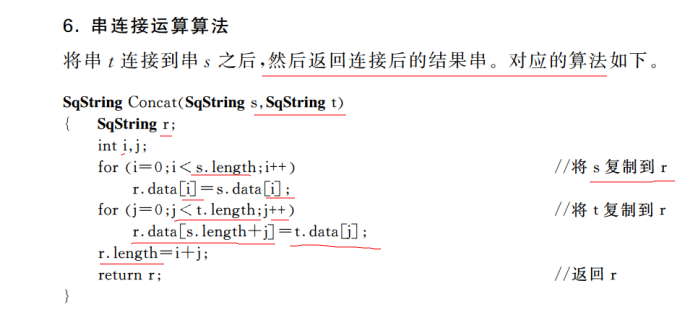 6. 串连接运算算法
将串 t 连接到串 s 之后,然后返回连接后的结果串。对应的算法如下。
SqString Concat(SqString s,SqString t)
{ SqString r;
int i,j;
for (i=0;i<s.length;i++) //将 s 复制到 r
r.data[i]=s.data[i];
for (j=0;j<t.length;j++) //将 t 复制到 r
r.data[s.length+j]=t.data[j];
r.length=i+j;
return r; //返回 r
}